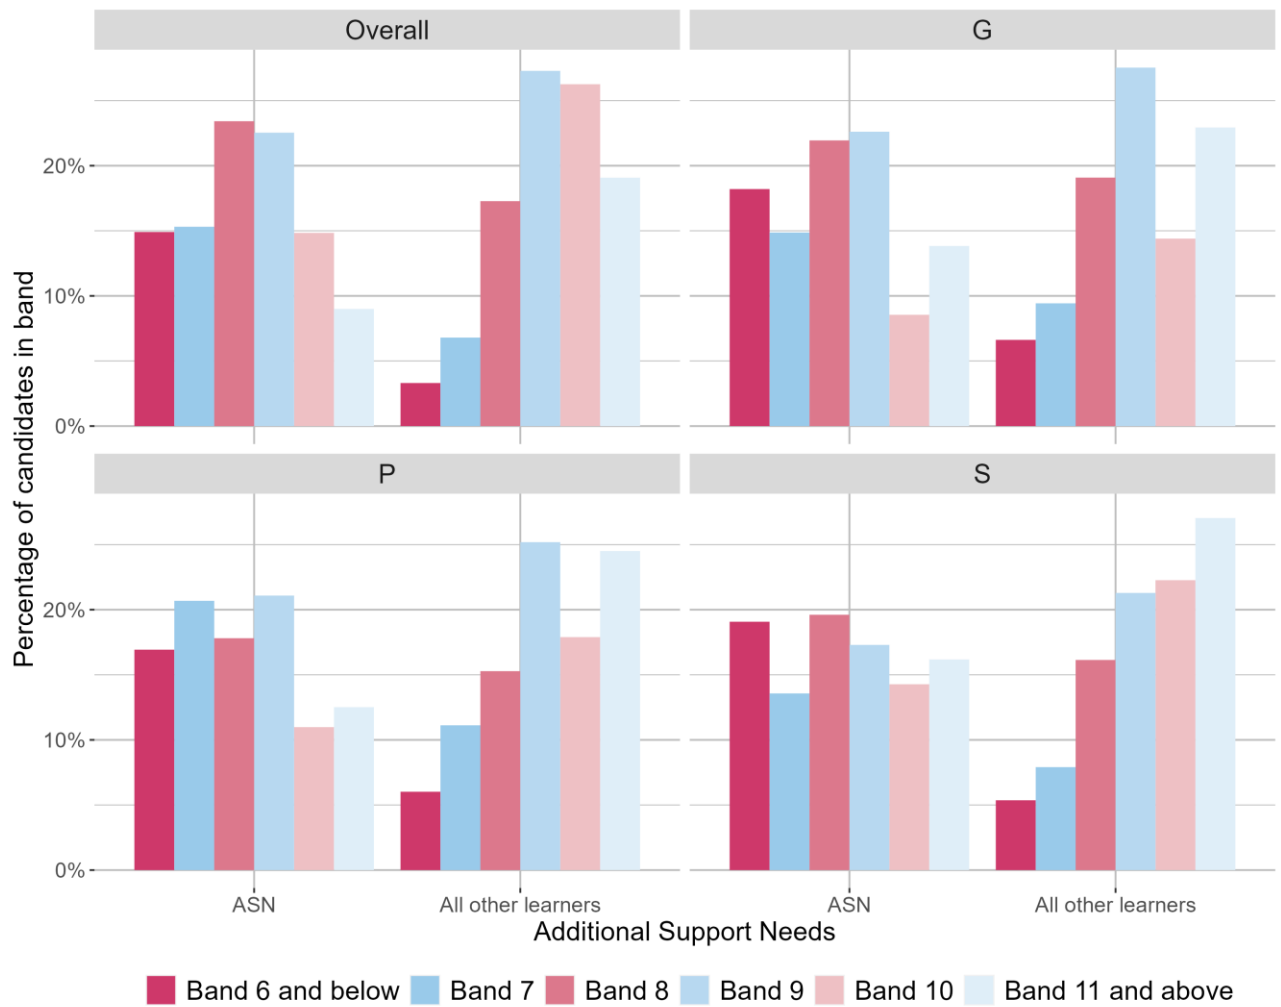 Overall
G
20%
10%
0%
P
S
20%
10%
0%
Percentage of candidates in band
ASN
All other learners
ASN
All other learners
Additional Support Needs
Band 6 and below
Band 7
Band 8
Band 9
Band 10
Band 11 and above